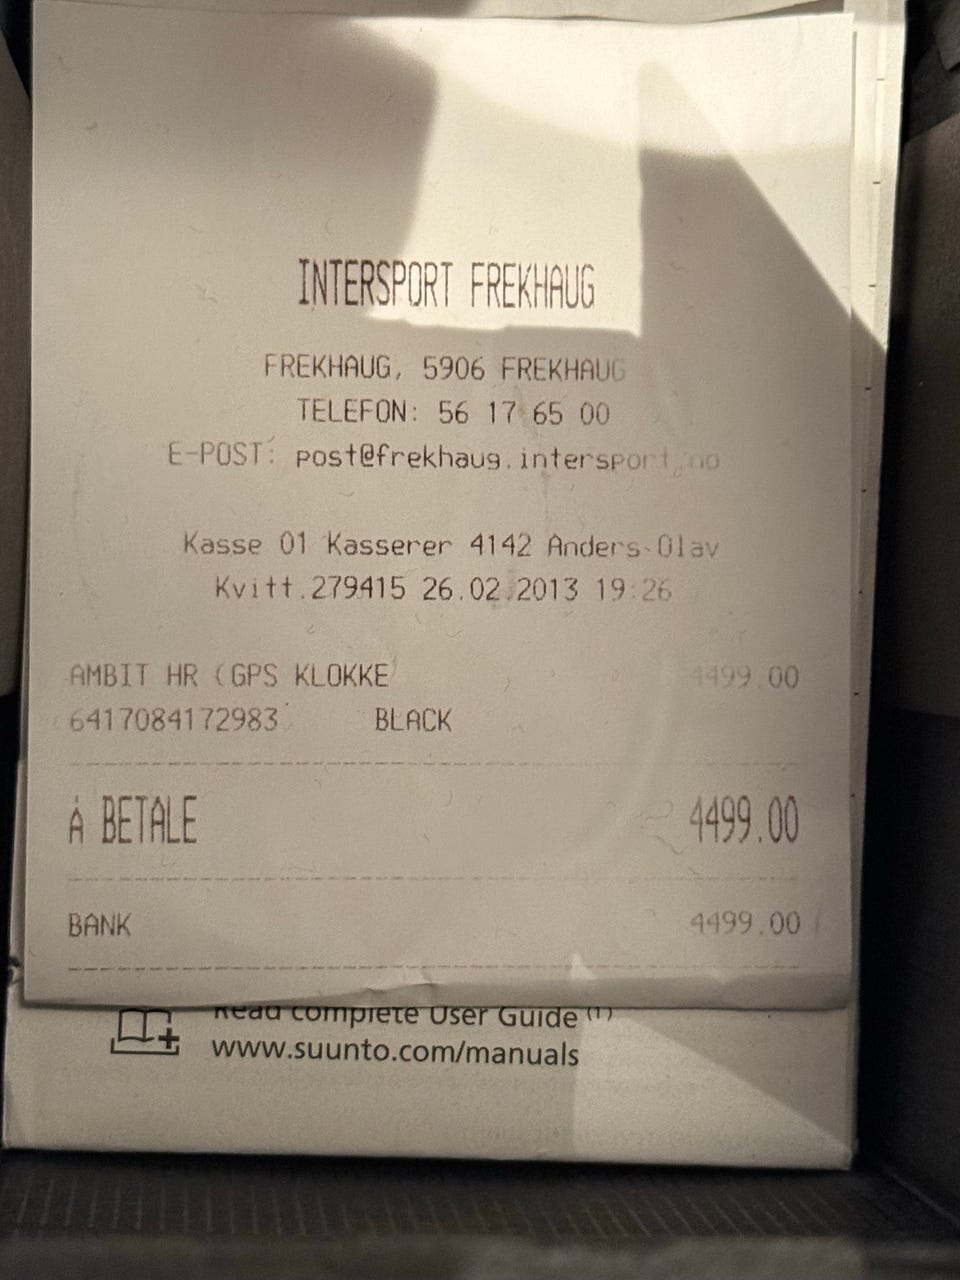 INTERSPORT FREKHAUG
FREKHAUG, 5906 FREKHAUG
TELEFON: 56 17 65 00
E-POST: post@frekhaug.intersport.no
Kasse 01 Kasserer 4142 Anders-Olav
Kvitt.279415 26.02.2013 19:26
AMBIT HR (GPS KLOKKE 4499.00
6417084172983 BLACK
Å BETALE 4499.00
BANK 4499.00
Read complete User Guide (1)
www.suunto.com/manuals